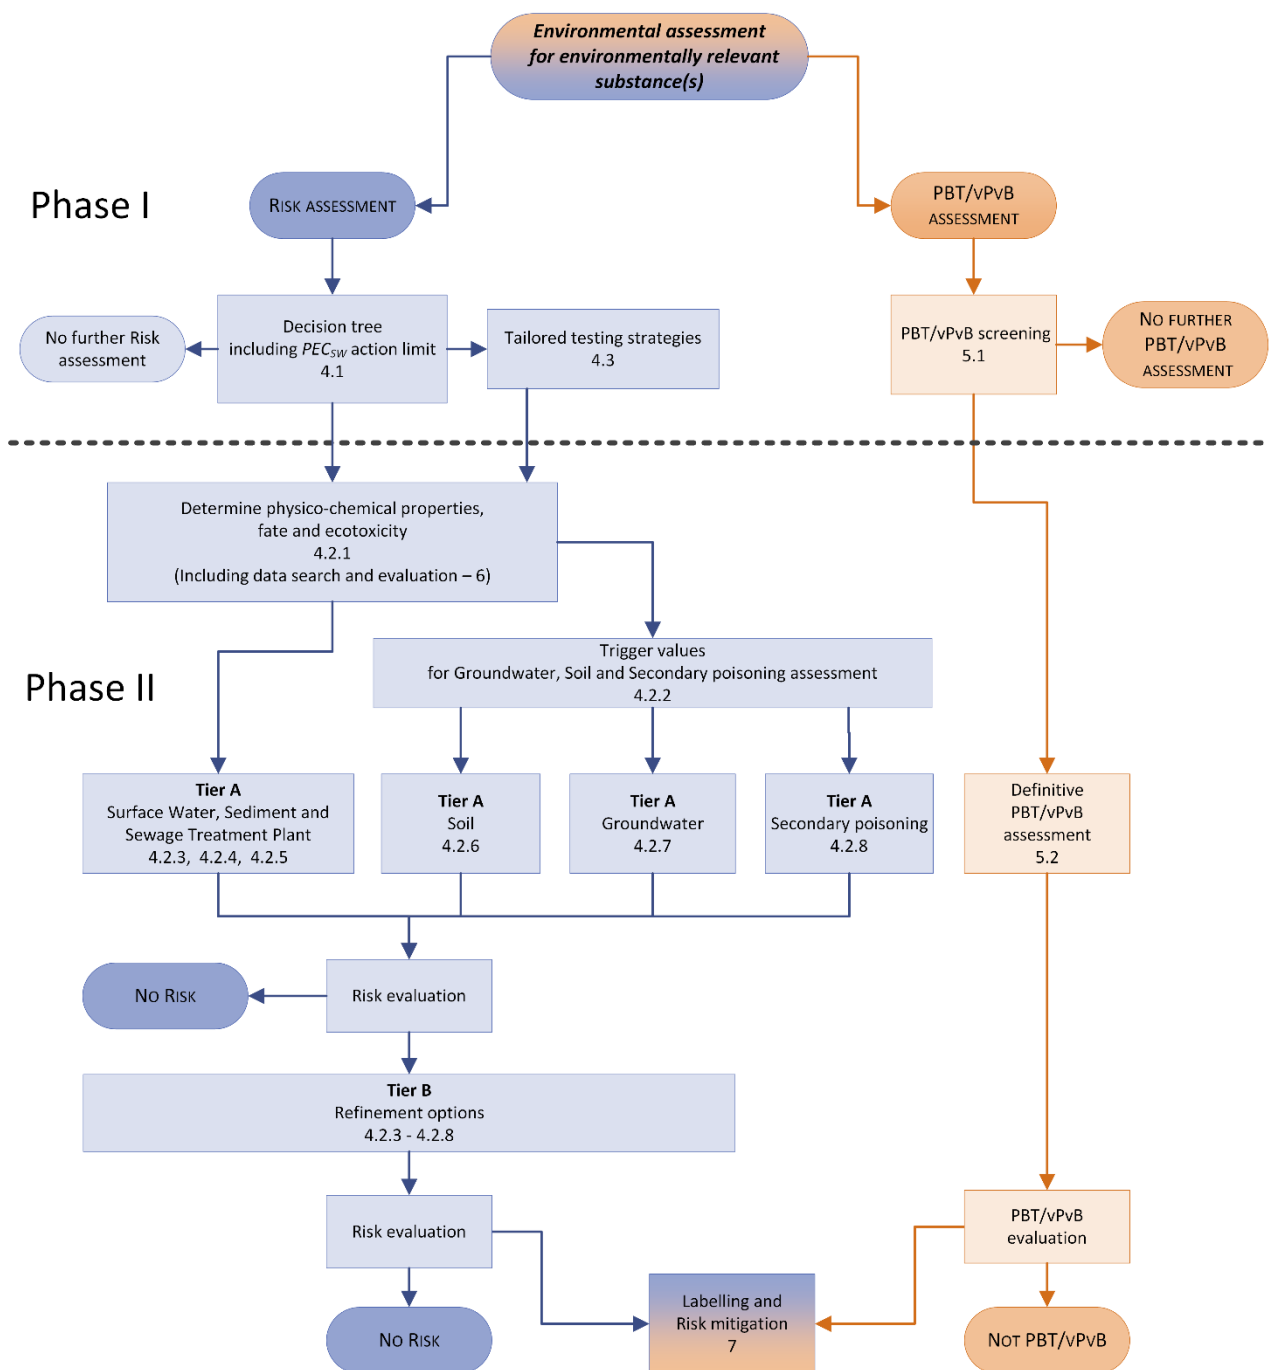 Environmental assessment
for environmentally relevant
substance(s)
Phase I
RISK ASSESSMENT
PBT/VPVB
ASSESSMENT
No further Risk
assessment
Decision tree
including PECSW action limit
4.1
Tailored testing strategies
4.3
PBT/vPvB screening
5.1
NO FURTHER
PBT/VPVB
ASSESSMENT
Determine physico-chemical properties,
fate and ecotoxicity
4.2.1
(Including data search and evaluation – 6)
Trigger values
for Groundwater, Soil and Secondary poisoning assessment
4.2.2
Phase II
Tier A
Surface Water, Sediment and
Sewage Treatment Plant
4.2.3, 4.2.4, 4.2.5
Tier A
Soil
4.2.6
Tier A
Groundwater
4.2.7
Tier A
Secondary poisoning
4.2.8
Definitive
PBT/vPvB
assessment
5.2
NO RISK
Risk evaluation
Tier B
Refinement options
4.2.3 - 4.2.8
Risk evaluation
PBT/vPvB
evaluation
Labelling and
Risk mitigation
7
NO RISK
NOT PBT/VPVB